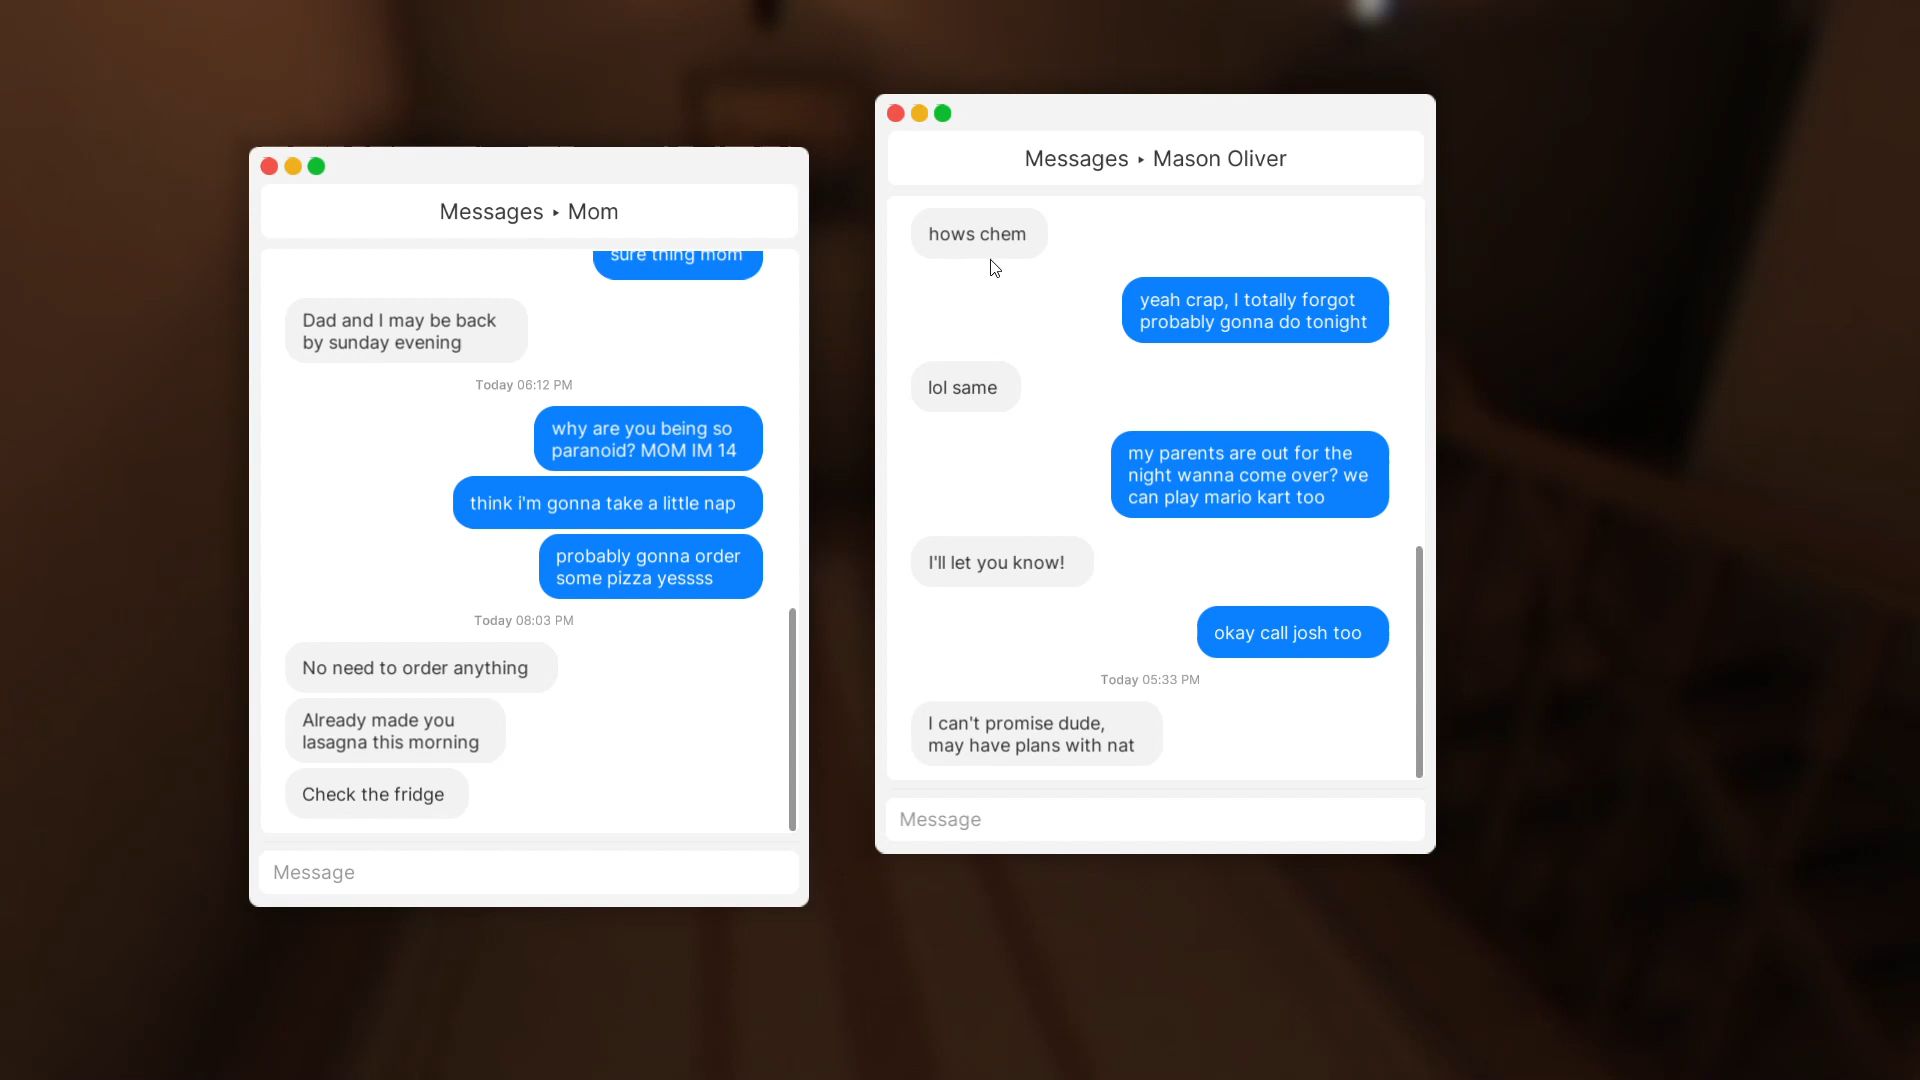 Messages ‣ Mom
sure thing mom
Dad and I may be back
by sunday evening
Today 06:12 PM
why are you being so
paranoid? MOM IM 14
think i'm gonna take a little nap
probably gonna order
some pizza yessss
Today 08:03 PM
No need to order anything
Already made you
lasagna this morning
Check the fridge
Message
Messages ‣ Mason Oliver
hows chem
yeah crap, I totally forgot
probably gonna do tonight
lol same
my parents are out for the
night wanna come over? we
can play mario kart too
I'll let you know!
okay call josh too
Today 05:33 PM
I can't promise dude,
may have plans with nat
Message